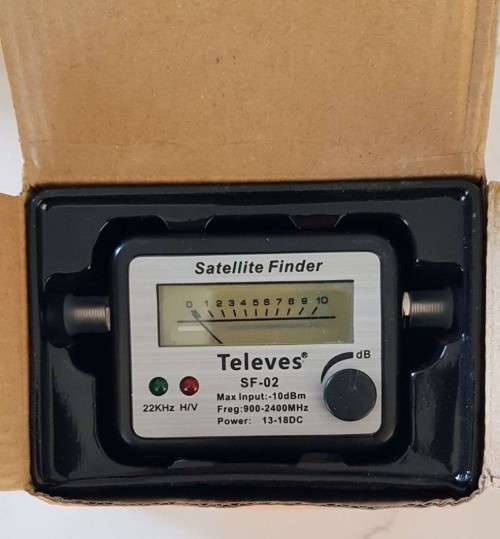 Satellite Finder
0 1 2 3 4 5 6 7 8 9 10
Televes®
SF-02
dB
Max Input:-10dBm
22KHz H/V
Freg:900-2400MHz
Power: 13-18DC